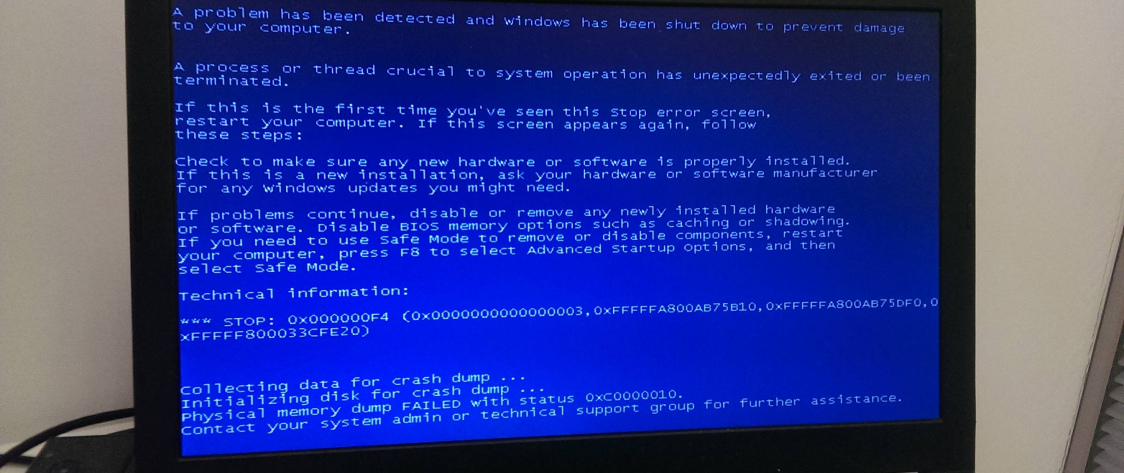 A problem has been detected and Windows has been shut down to prevent damage
to your computer.
A process or thread crucial to system operation has unexpectedly exited or been
terminated.
If this is the first time you've seen this Stop error screen,
restart your computer. If this screen appears again, follow
these steps:
Check to make sure any new hardware or software is properly installed.
If this is a new installation, ask your hardware or software manufacturer
for any Windows updates you might need.
If problems continue, disable or remove any newly installed hardware
or software. Disable BIOS memory options such as caching or shadowing.
If you need to use Safe Mode to remove or disable components, restart
your computer, press F8 to select Advanced Startup options, and then
select Safe Mode.
Technical information:
*** STOP: 0x000000F4 (0x0000000000000003,0xFFFFFA800AB75B10,0xFFFFFA800AB75DF0,0
xFFFFF800033CFE20)
Collecting data for crash dump ...
Initializing disk for crash dump ...
Physical memory dump FAILED with status 0xC0000010.
Contact your system admin or technical support group for further assistance.